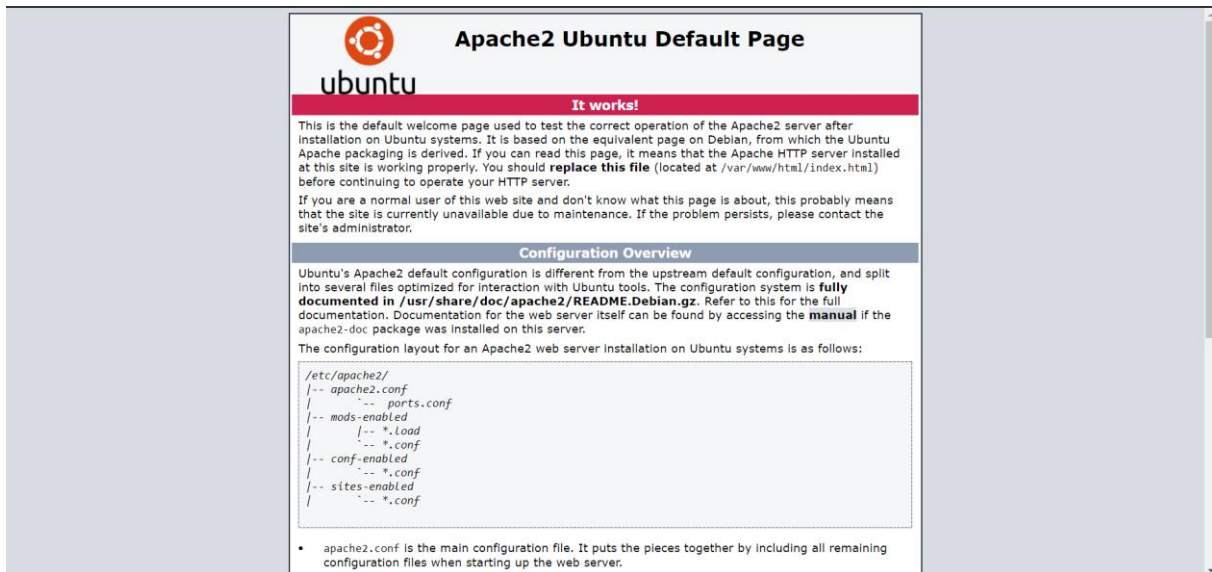 Apache2 Ubuntu Default Page
ubuntu
It works!
This is the default welcome page used to test the correct operation of the Apache2 server after
installation on Ubuntu systems. It is based on the equivalent page on Debian, from which the Ubuntu
Apache packaging is derived. If you can read this page, it means that the Apache HTTP server installed
at this site is working properly. You should replace this file (located at /var/www/html/index.html)
before continuing to operate your HTTP server.
If you are a normal user of this web site and don't know what this page is about, this probably means
that the site is currently unavailable due to maintenance. If the problem persists, please contact the
site's administrator.
Configuration Overview
Ubuntu's Apache2 default configuration is different from the upstream default configuration, and split
into several files optimized for interaction with Ubuntu tools. The configuration system is fully
documented in /usr/share/doc/apache2/README.Debian.gz. Refer to this for the full
documentation. Documentation for the web server itself can be found by accessing the manual if the
apache2-doc package was installed on this server.
The configuration layout for an Apache2 web server installation on Ubuntu systems is as follows:
/etc/apache2/
|-- apache2.conf
|       `--  ports.conf
|-- mods-enabled
|       |-- *.load
|       `-- *.conf
|-- conf-enabled
|       `-- *.conf
|-- sites-enabled
|       `-- *.conf
• apache2.conf is the main configuration file. It puts the pieces together by including all remaining
configuration files when starting up the web server.